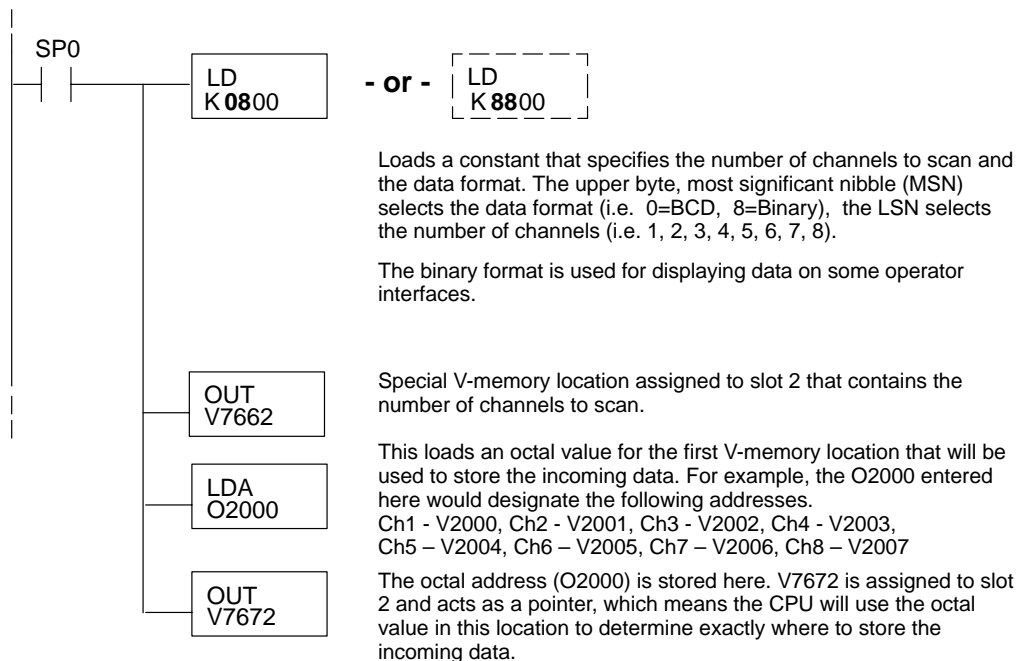 SP0
LD
K 0800
- or -
LD
K 8800
Loads a constant that specifies the number of channels to scan and
the data format. The upper byte, most significant nibble (MSN)
selects the data format (i.e. 0=BCD, 8=Binary), the LSN selects
the number of channels (i.e. 1, 2, 3, 4, 5, 6, 7, 8).
The binary format is used for displaying data on some operator
interfaces.
OUT
V7662
Special V-memory location assigned to slot 2 that contains the
number of channels to scan.
LDA
O2000
This loads an octal value for the first V-memory location that will be
used to store the incoming data. For example, the O2000 entered
here would designate the following addresses.
Ch1 - V2000, Ch2 - V2001, Ch3 - V2002, Ch4 - V2003,
Ch5 – V2004, Ch6 – V2005, Ch7 – V2006, Ch8 – V2007
OUT
V7672
The octal address (O2000) is stored here. V7672 is assigned to slot
2 and acts as a pointer, which means the CPU will use the octal
value in this location to determine exactly where to store the
incoming data.